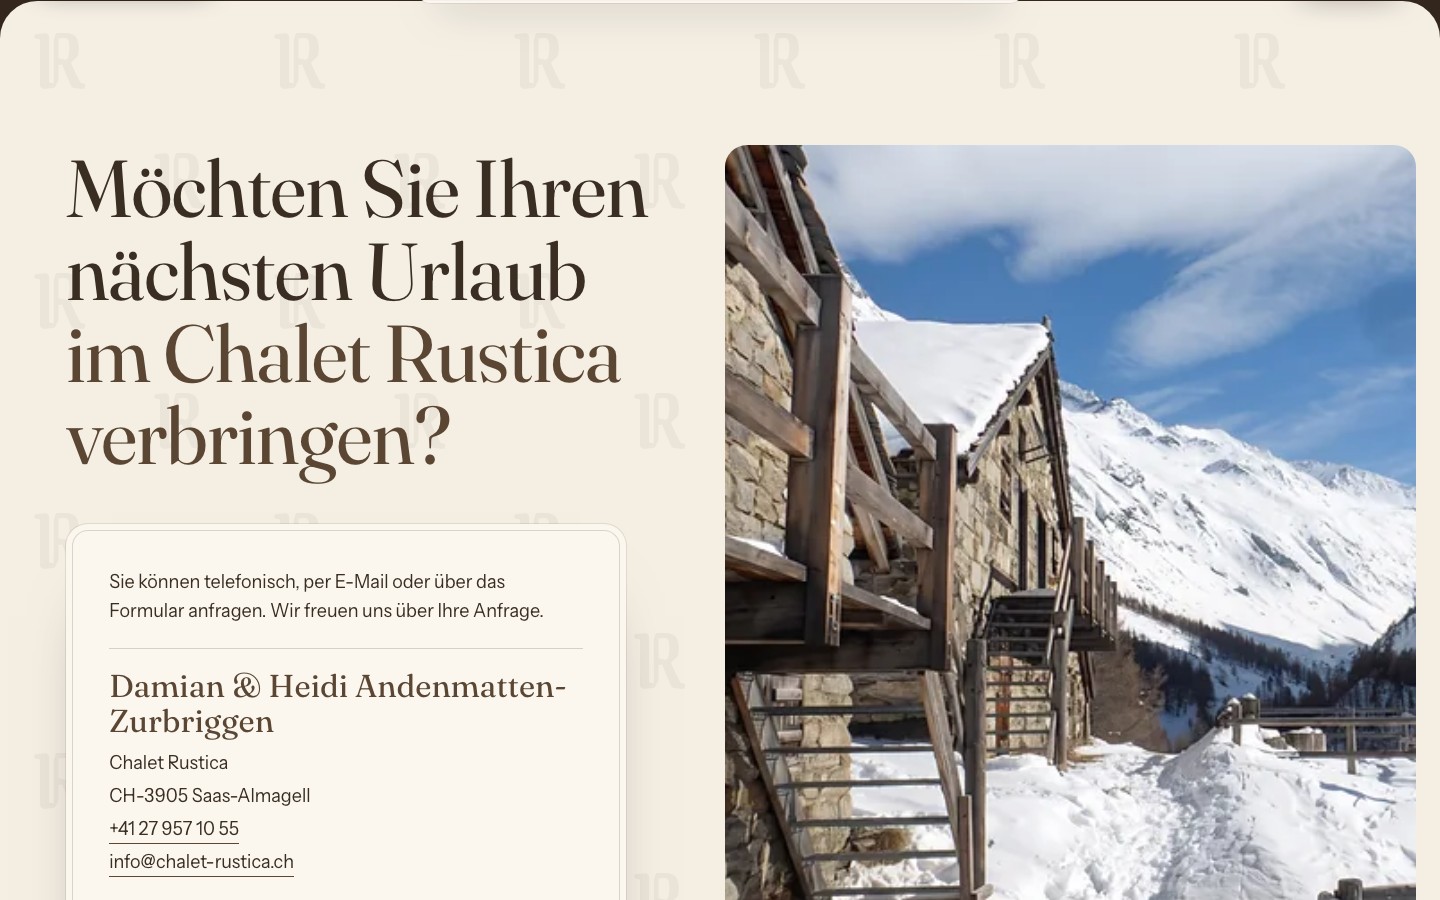 Möchten Sie Ihren
nächsten Urlaub
im Chalet Rustica
verbringen?
Sie können telefonisch, per E-Mail oder über das
Formular anfragen. Wir freuen uns über Ihre Anfrage.
Damian & Heidi Andenmatten-
Zurbriggen
Chalet Rustica
CH-3905 Saas-Almagell
+41 27 957 10 55
info@chalet-rustica.ch